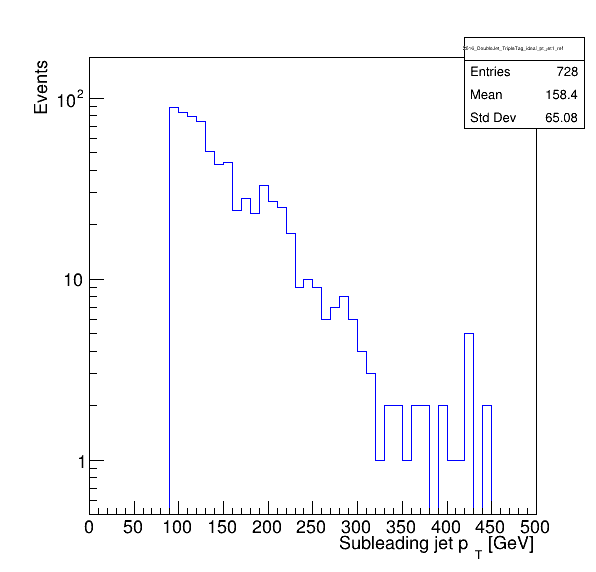 Entries 728
Mean 158.4
Std Dev 65.08
Events
10²
10
1
0 50 100 150 200 250 300 350 400 450 500
Subleading jet p T [GeV]